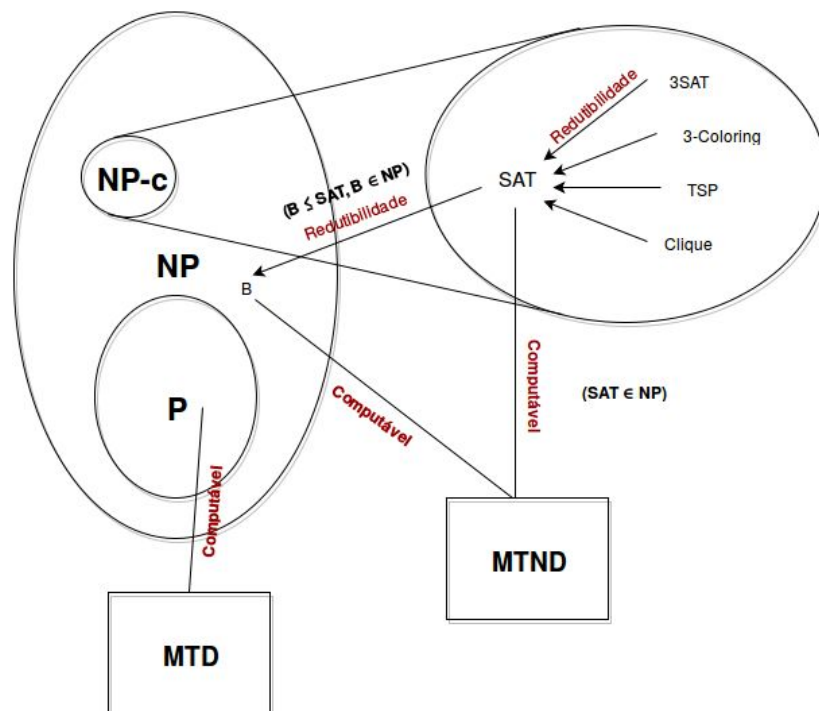 3SAT
Redutibilidade
3-Coloring
NP-c
(B ≤ SAT, B ∈ NP)
SAT
TSP
Redutibilidade
Clique
NP
B
Computável
(SAT ∈ NP)
P
Computável
Computável
MTND
MTD